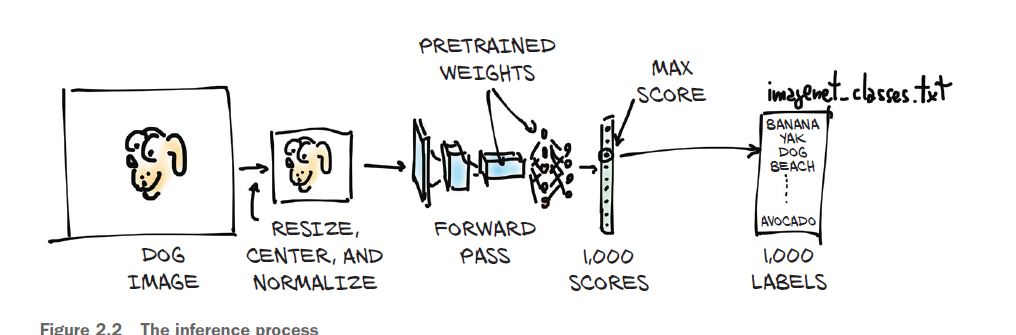 PRETRAINED
WEIGHTS
MAX
SCORE
imagenet_classes.txt
BANANA
YAK
DOG
BEACH
AVOCADO
DOG
IMAGE
RESIZE,
CENTER, AND
NORMALIZE
FORWARD
PASS
1,000
SCORES
1,000
LABELS
Figure 2.2 The inference process